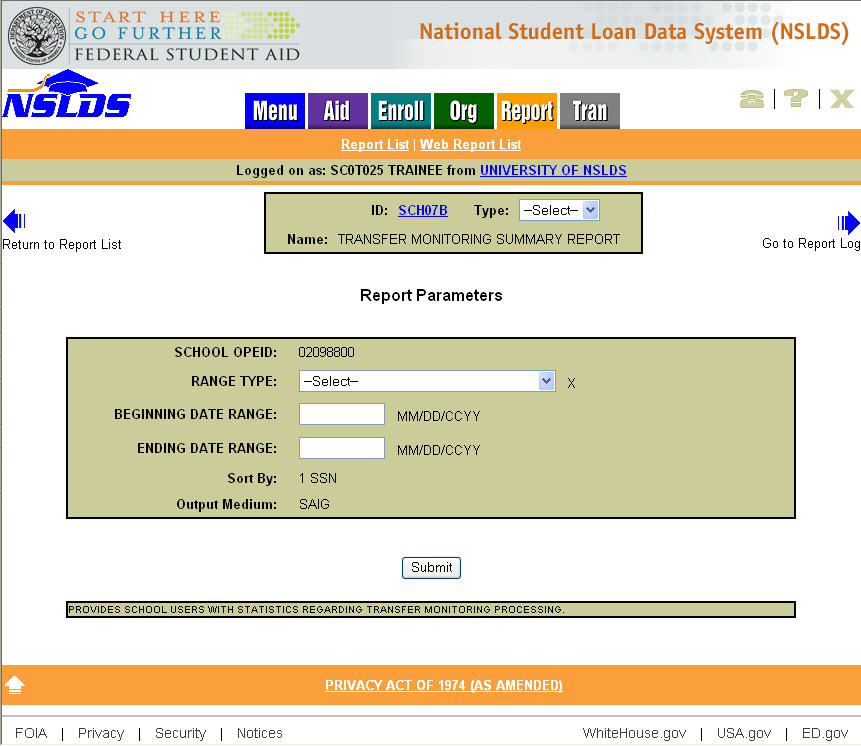 START HERE
GO FURTHER
FEDERAL STUDENT AID
National Student Loan Data System (NSLDS)
NSLDS
Menu Aid Enroll Org Report Tran
? X
Report List | Web Report List
Logged on as: SC0T025 TRAINEE from UNIVERSITY OF NSLDS
ID: SCH07B Type: –Select–
Name: TRANSFER MONITORING SUMMARY REPORT
Return to Report List
Go to Report Log
Report Parameters
SCHOOL OPEID: 02098800
RANGE TYPE: –Select– X
BEGINNING DATE RANGE: MM/DD/CCYY
ENDING DATE RANGE: MM/DD/CCYY
Sort By: 1 SSN
Output Medium: SAIG
Submit
PROVIDES SCHOOL USERS WITH STATISTICS REGARDING TRANSFER MONITORING PROCESSING.
PRIVACY ACT OF 1974 (AS AMENDED)
FOIA | Privacy | Security | Notices WhiteHouse.gov | USA.gov | ED.gov